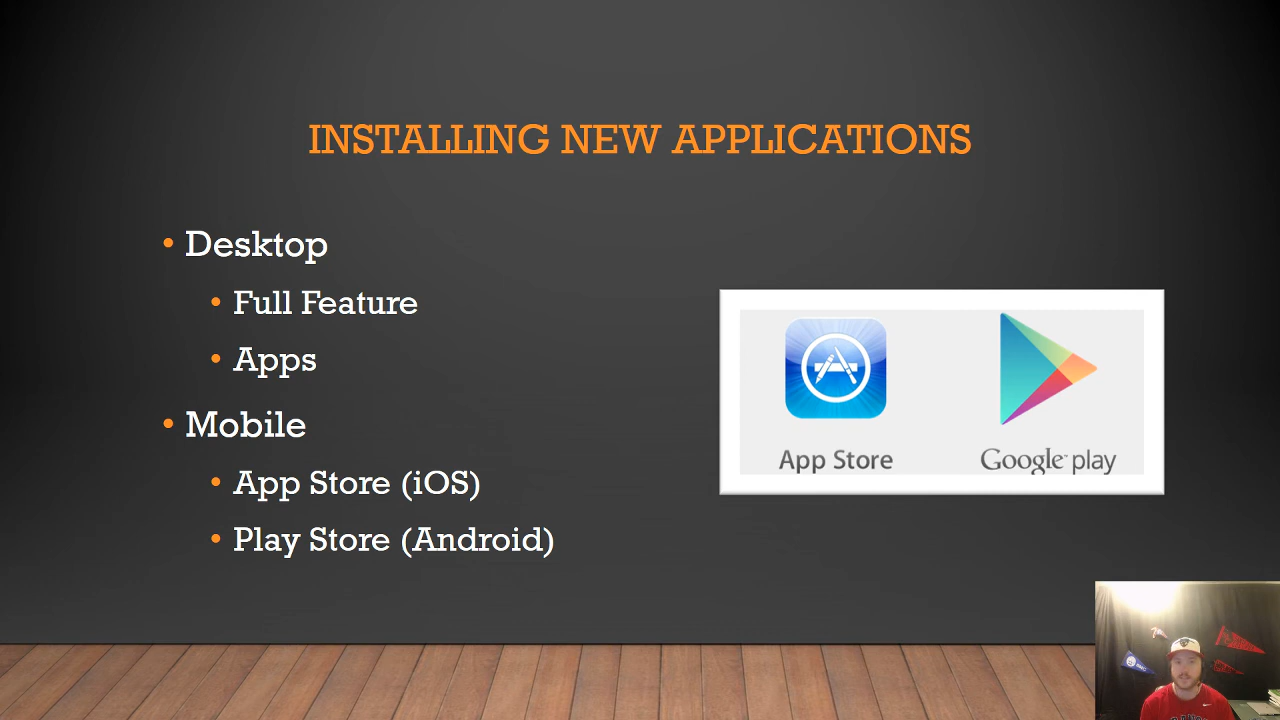 INSTALLING NEW APPLICATIONS
Desktop
Full Feature
Apps
Mobile
App Store (iOS)
Play Store (Android)
App Store
Google play